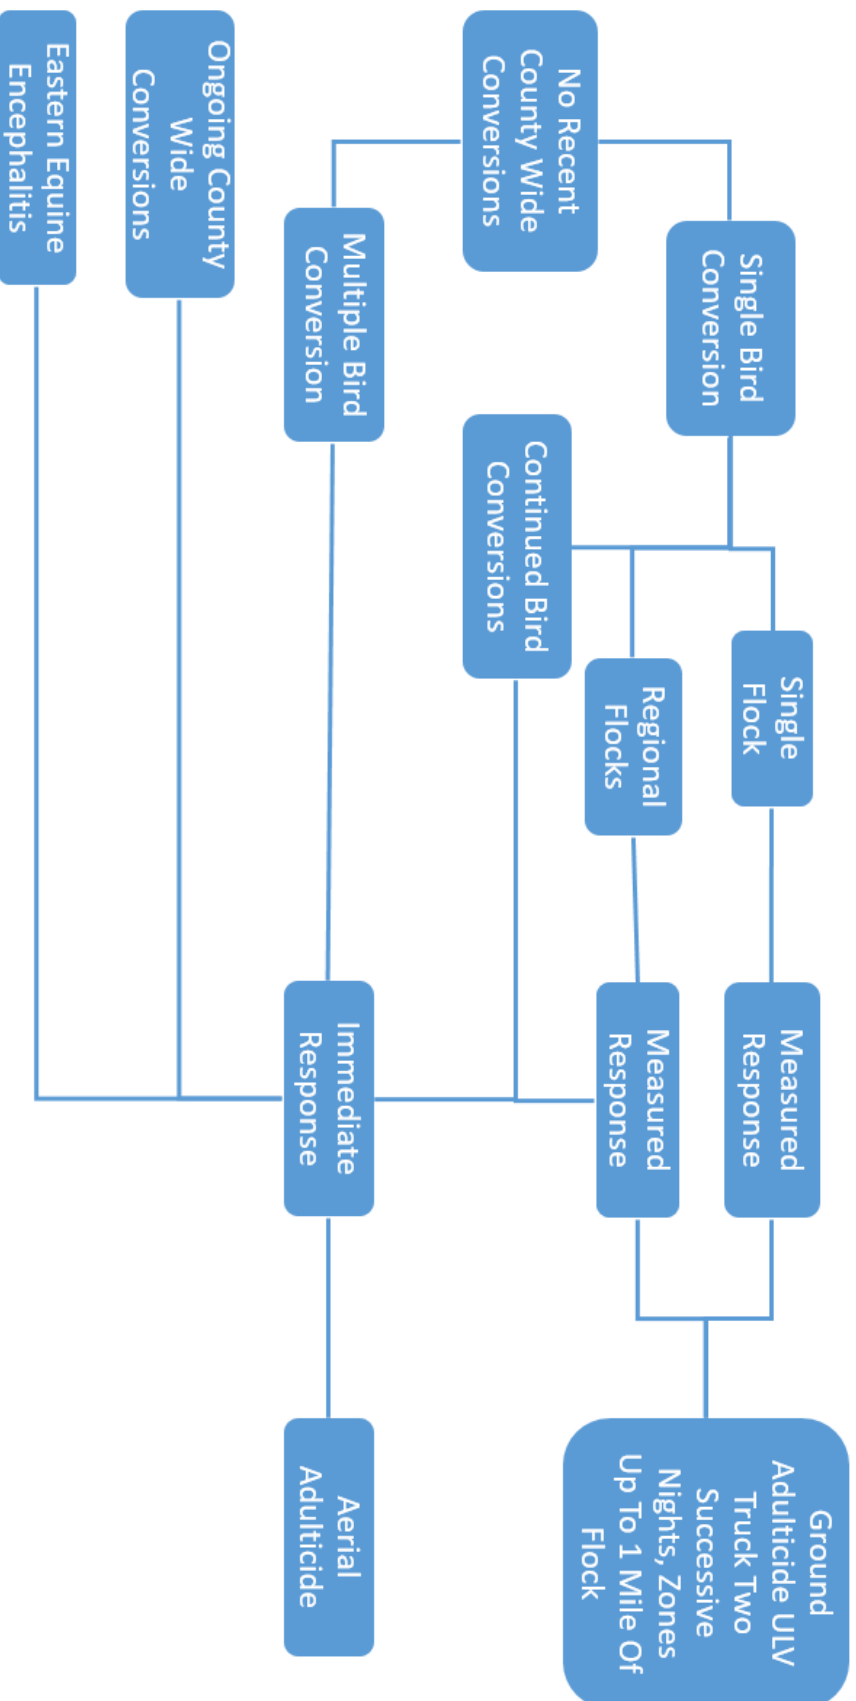 No Recent
County Wide
Conversions
Single Bird
Conversion
Single
Flock
Measured
Response
Ground
Adulticide ULV
Truck Two
Successive
Nights, Zones
Up To 1 Mile Of
Flock
Regional
Flocks
Measured
Response
Continued Bird
Conversions
Multiple Bird
Conversion
Immediate
Response
Aerial
Adulticide
Ongoing County
Wide
Conversions
Eastern Equine
Encephalitis